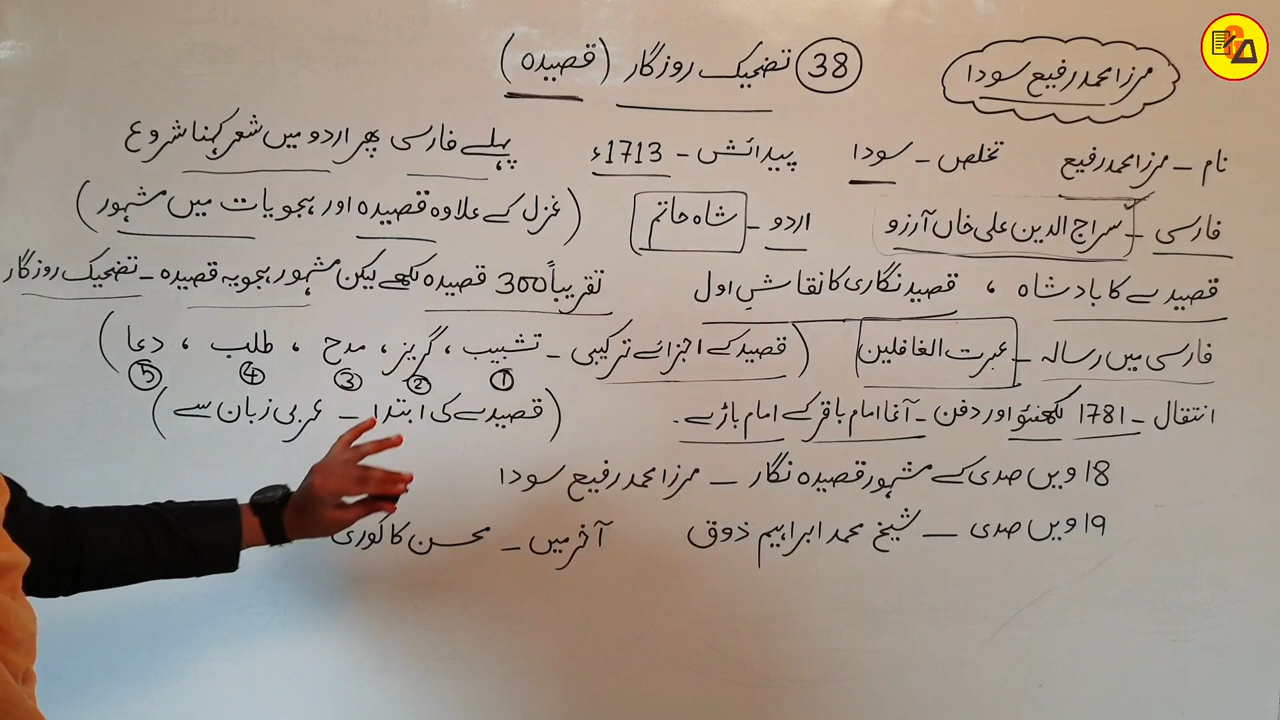 مرزا محمد رفیع سودا
38 تضحیک روزگار (قصیدہ)
نام – مرزا محمد رفیع تخلص – سودا پیدائش – 1713ء پہلے فارسی پھر اردو میں شعر کہنا شروع
فارسی – سراج الدین علی خاں آرزو اردو – شاہ حاتم (غزل کے علاوہ قصیدہ اور ہجویات میں مشہور)
قصیدے کا بادشاہ ، قصید نگاری کا نقاشِ اول تقریباً 300 قصیدہ لکھے لیکن مشہور ہجویہ قصیدہ – تضحیک روزگار
فارسی میں رسالہ – عبرت الغافلین (قصید کے اجزائے ترکیبی – تشبیب ، گریز ، مدح ، طلب ، دعا)
1 2 3 4 5
انتقال – 1781 لکھنئو اور دفن – آغا امام باقر کے امام باڑے. (قصیدے کی ابتدا – عربی زبان سے)
18 ویں صدی کے مشہور قصیدہ نگار – مرزا محمد رفیع سودا
19 ویں صدی – شیخ محمد ابراہیم ذوق آخر میں – محسن کاکوری